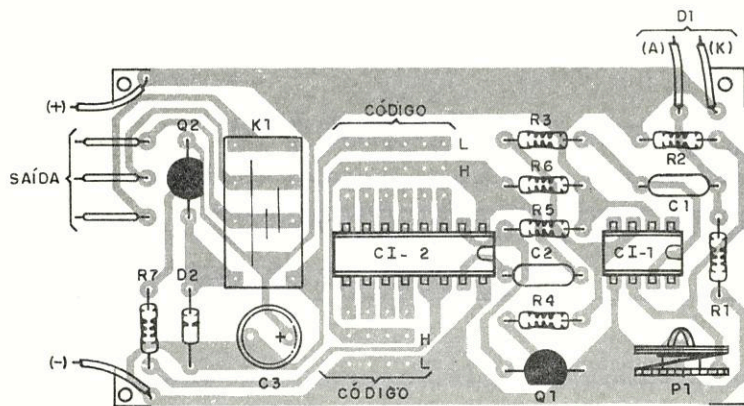 D1
(A) (K)
(+)
Q2
K1
CÓDIGO
L
H
R3
R2
R6
C1
SAÍDA
R5
CI-2
C2
CI-1
R7
D2
R4
R1
+
C3
H
L
(-)
CÓDIGO
Q1
P1